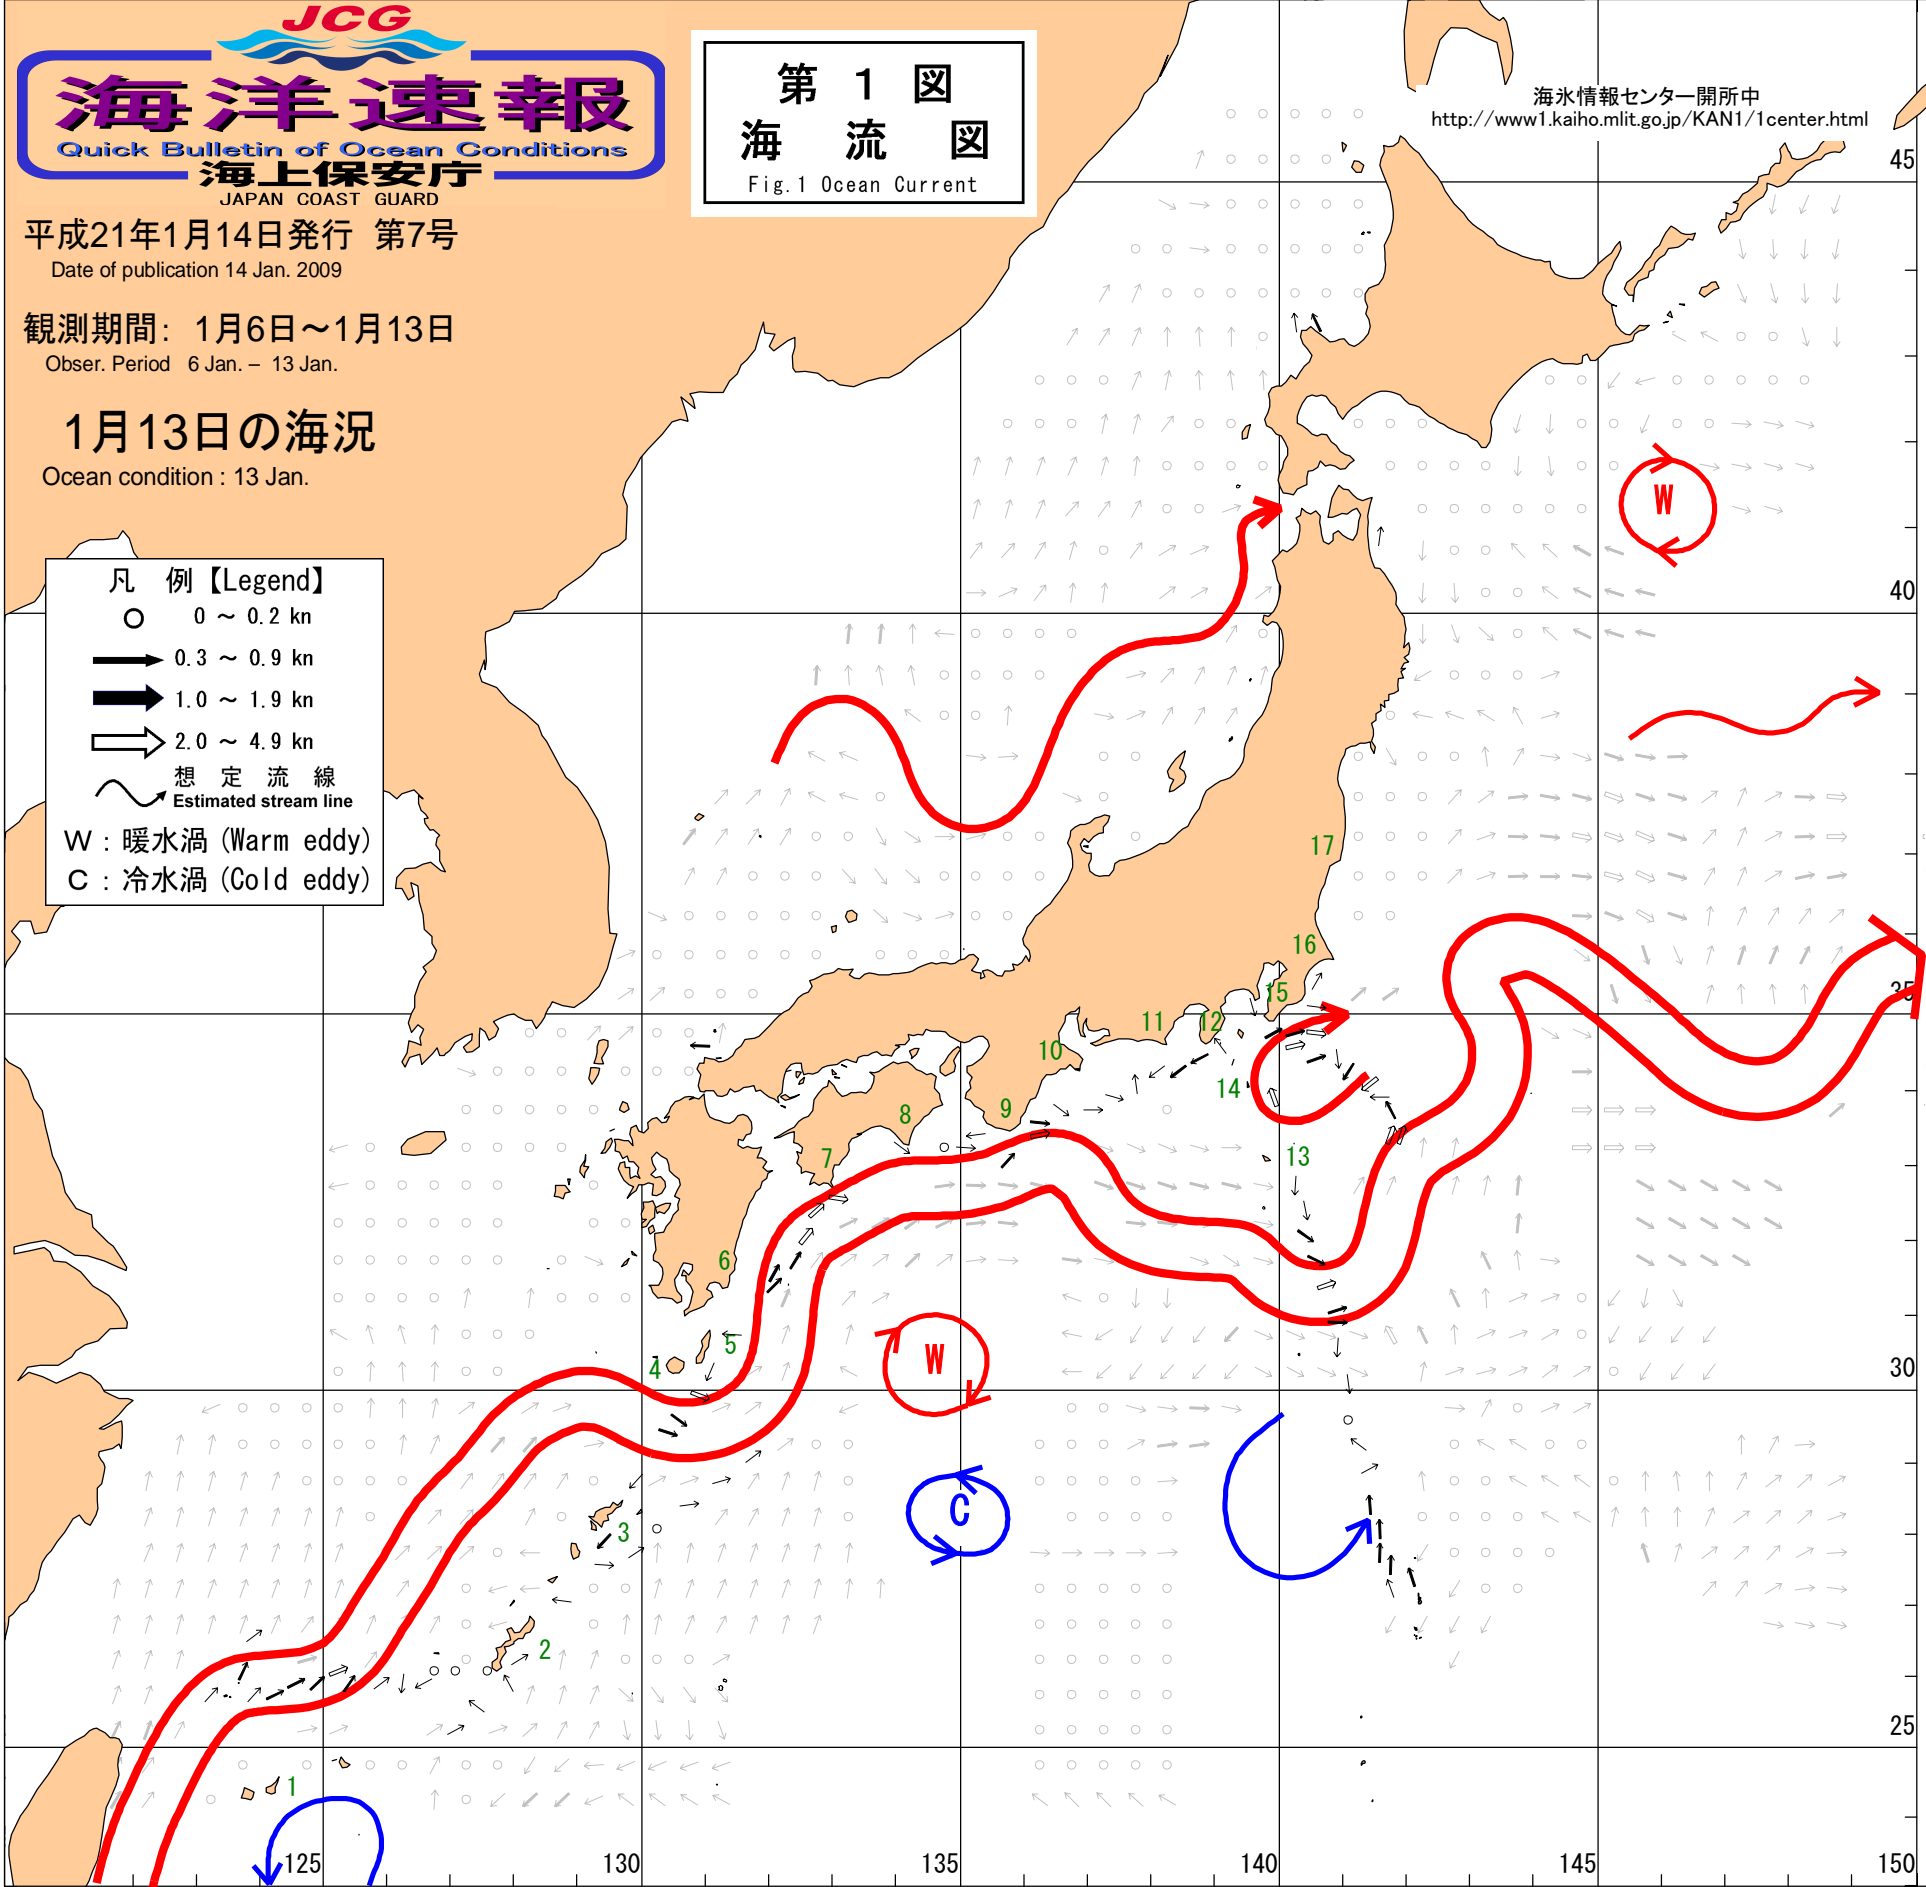 JCG
海洋速報
Quick Bulletin of Ocean Conditions
海上保安庁
JAPAN COAST GUARD
平成21年1月14日発行 第7号
Date of publication 14 Jan. 2009
観測期間: 1月6日～1月13日
Obser. Period 6 Jan. – 13 Jan.
1月13日の海況
Ocean condition : 13 Jan.
第 1 図
海 流 図
Fig.1 Ocean Current
海氷情報センター開所中
http://www1.kaiho.mlit.go.jp/KAN1/1center.html
凡 例【Legend】
0 ～ 0.2 kn
0.3 ～ 0.9 kn
1.0 ～ 1.9 kn
2.0 ～ 4.9 kn
想 定 流 線
Estimated stream line
W : 暖水渦 (Warm eddy)
C : 冷水渦 (Cold eddy)
45
W
40
17
16
35
15
12
11
10
14
9
8
13
7
6
5
4
W
30
C
3
2
25
1
125
130
135
140
145
150